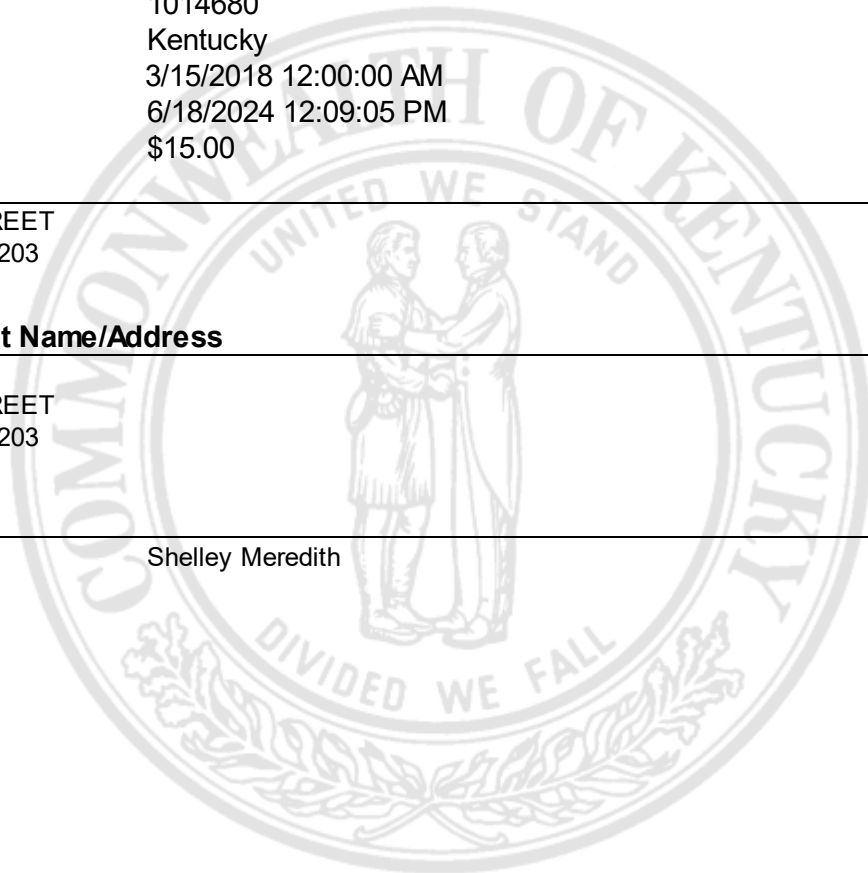 1014680
Kentucky
3/15/2018 12:00:00 AM
6/18/2024 12:09:05 PM
$15.00
REET
203
t Name/Address
REET
203
Shelley Meredith
COMMONWEALTH OF KENTUCKY
UNITED WE STAND
DIVIDED WE FALL